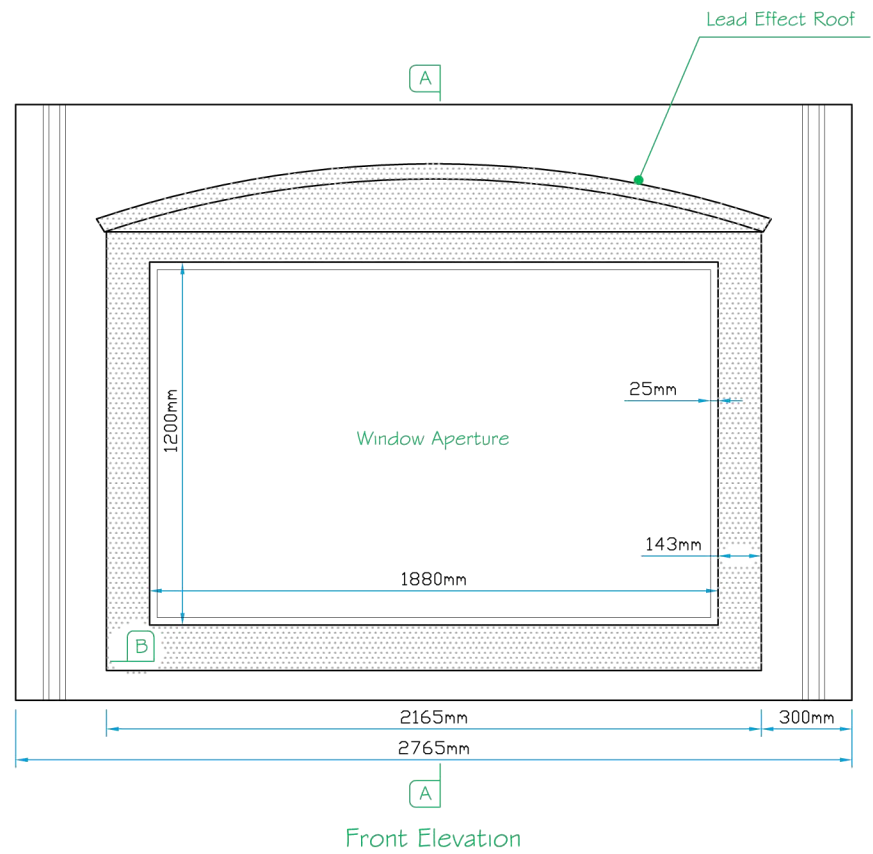 Lead Effect Roof
A
25mm
1200mm
Window Aperture
143mm
1880mm
B
2165mm
300mm
2765mm
A
Front Elevation